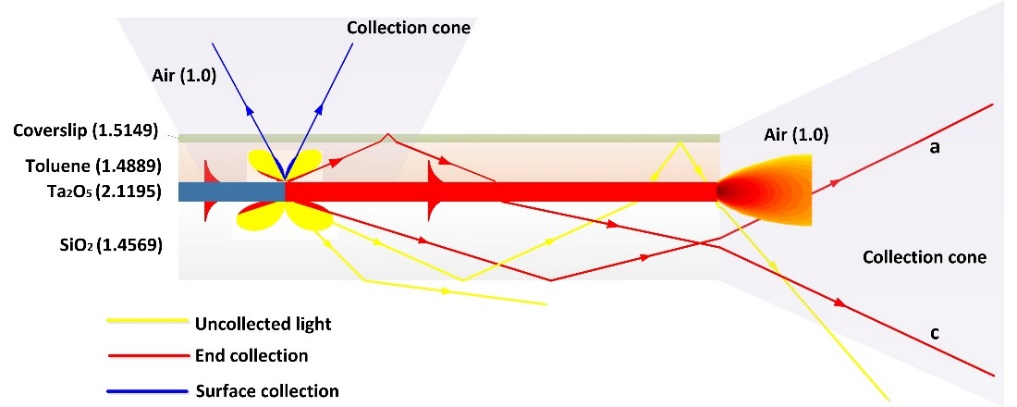 Collection cone
Air (1.0)
Coverslip (1.5149)
Toluene (1.4889)
Ta₂O₅ (2.1195)
SiO₂ (1.4569)
Air (1.0)
a
Collection cone
c
Uncollected light
End collection
Surface collection